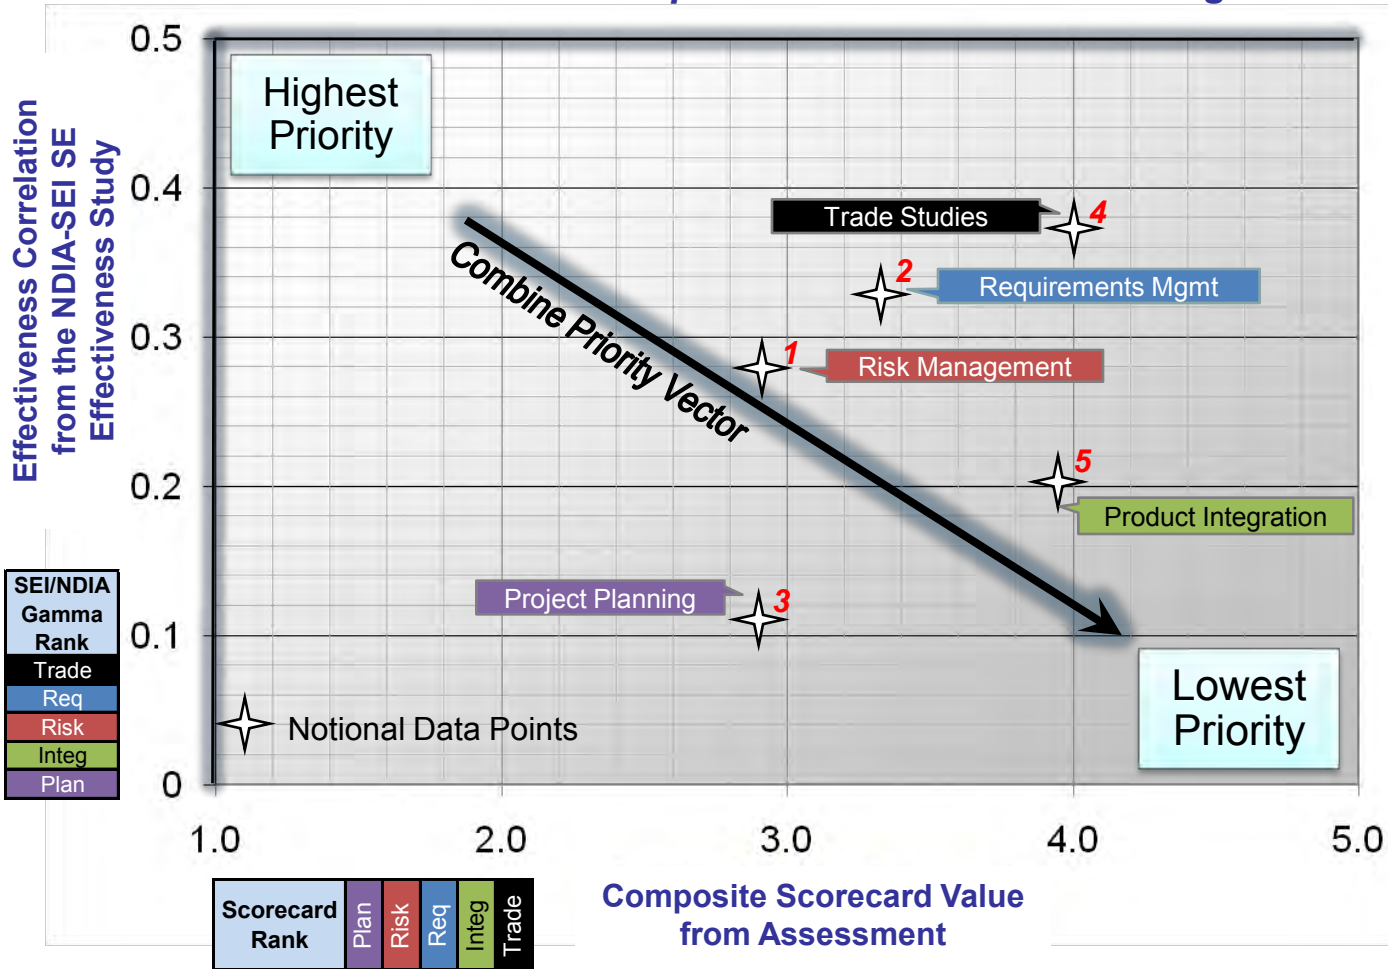 0.5
Highest
Priority
Effectiveness Correlation
from the NDIA-SEI SE
Effectiveness Study
0.4
Trade Studies
4
2
Requirements Mgmt
Combine Priority Vector
0.3
1
Risk Management
5
0.2
Product Integration
Project Planning
3
0.1
SEI/NDIA
Gamma
Rank
Trade
Req
Risk
Integ
Plan
Lowest
Priority
Notional Data Points
0
1.0
2.0
3.0
4.0
5.0
Scorecard
Rank
Plan
Risk
Req
Integ
Trade
Composite Scorecard Value
from Assessment